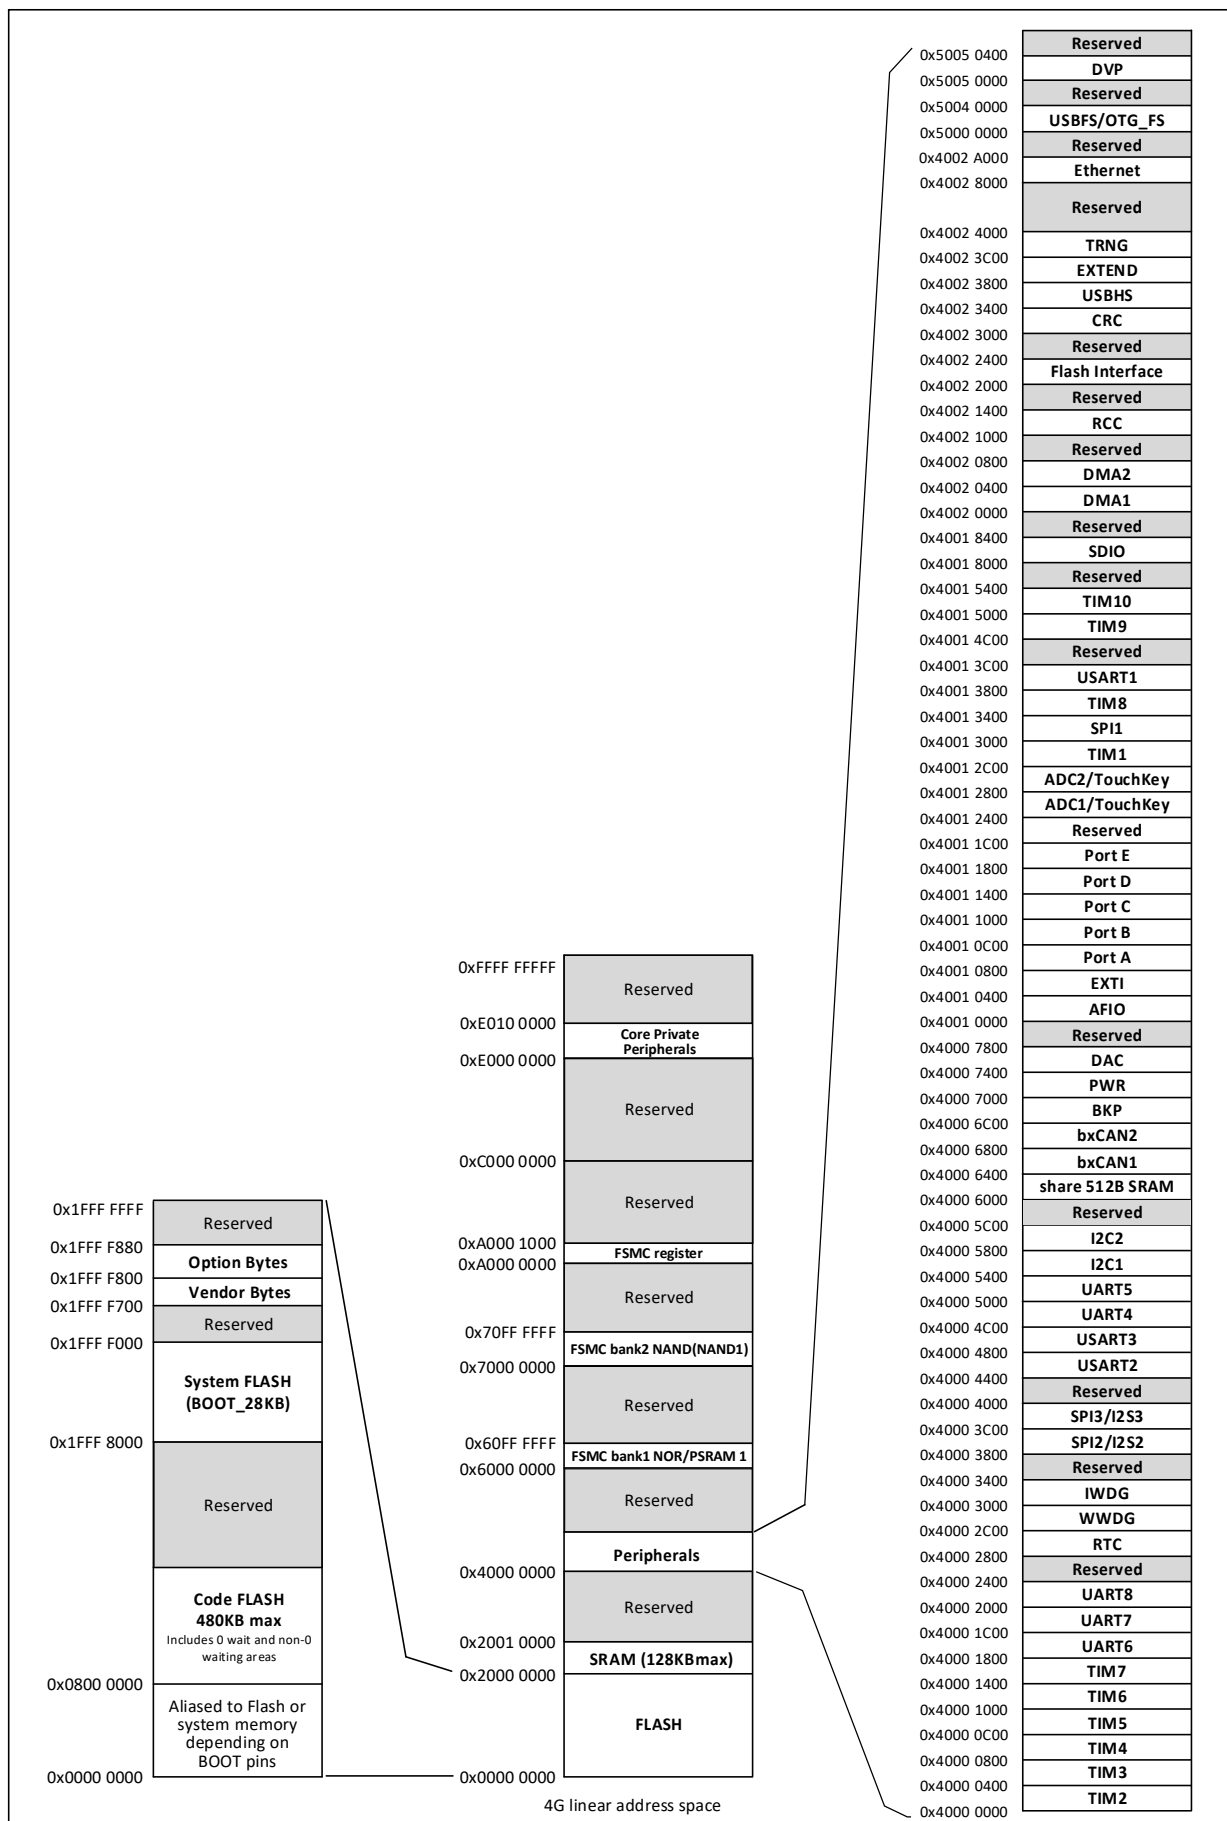 0x1FFF FFFF
Reserved
0x1FFF F880
Option Bytes
0x1FFF F800
Vendor Bytes
0x1FFF F700
Reserved
0x1FFF F000
System FLASH
(BOOT_28KB)
0x1FFF 8000
Reserved
Code FLASH
480KB max
Includes 0 wait and non-0
waiting areas
0x0800 0000
Aliased to Flash or
system memory
depending on
BOOT pins
0x0000 0000
0xFFFF FFFFF
Reserved
0xE010 0000
Core Private
Peripherals
0xE000 0000
Reserved
0xC000 0000
Reserved
0xA000 1000
FSMC register
0xA000 0000
Reserved
0x70FF FFFF
FSMC bank2 NAND(NAND1)
0x7000 0000
Reserved
0x60FF FFFF
FSMC bank1 NOR/PSRAM 1
0x6000 0000
Reserved
Peripherals
0x4000 0000
Reserved
0x2001 0000
SRAM (128KBmax)
0x2000 0000
FLASH
0x0000 0000
4G linear address space
Reserved
0x5005 0400
DVP
0x5005 0000
Reserved
0x5004 0000
USBFS/OTG_FS
0x5000 0000
Reserved
0x4002 A000
Ethernet
0x4002 8000
Reserved
0x4002 4000
TRNG
0x4002 3C00
EXTEND
0x4002 3800
USBHS
0x4002 3400
CRC
0x4002 3000
Reserved
0x4002 2400
Flash Interface
0x4002 2000
Reserved
0x4002 1400
RCC
0x4002 1000
Reserved
0x4002 0800
DMA2
0x4002 0400
DMA1
0x4002 0000
Reserved
0x4001 8400
SDIO
0x4001 8000
Reserved
0x4001 5400
TIM10
0x4001 5000
TIM9
0x4001 4C00
Reserved
0x4001 3C00
USART1
0x4001 3800
TIM8
0x4001 3400
SPI1
0x4001 3000
TIM1
0x4001 2C00
ADC2/TouchKey
0x4001 2800
ADC1/TouchKey
0x4001 2400
Reserved
0x4001 1C00
Port E
0x4001 1800
Port D
0x4001 1400
Port C
0x4001 1000
Port B
0x4001 0C00
Port A
0x4001 0800
EXTI
0x4001 0400
AFIO
0x4001 0000
Reserved
0x4000 7800
DAC
0x4000 7400
PWR
0x4000 7000
BKP
0x4000 6C00
bxCAN2
0x4000 6800
bxCAN1
0x4000 6400
share 512B SRAM
0x4000 6000
Reserved
0x4000 5C00
I2C2
0x4000 5800
I2C1
0x4000 5400
UART5
0x4000 5000
UART4
0x4000 4C00
USART3
0x4000 4800
USART2
0x4000 4400
Reserved
0x4000 4000
SPI3/I2S3
0x4000 3C00
SPI2/I2S2
0x4000 3800
Reserved
0x4000 3400
IWDG
0x4000 3000
WWDG
0x4000 2C00
RTC
0x4000 2800
Reserved
0x4000 2400
UART8
0x4000 2000
UART7
0x4000 1C00
UART6
0x4000 1800
TIM7
0x4000 1400
TIM6
0x4000 1000
TIM5
0x4000 0C00
TIM4
0x4000 0800
TIM3
0x4000 0400
TIM2
0x4000 0000